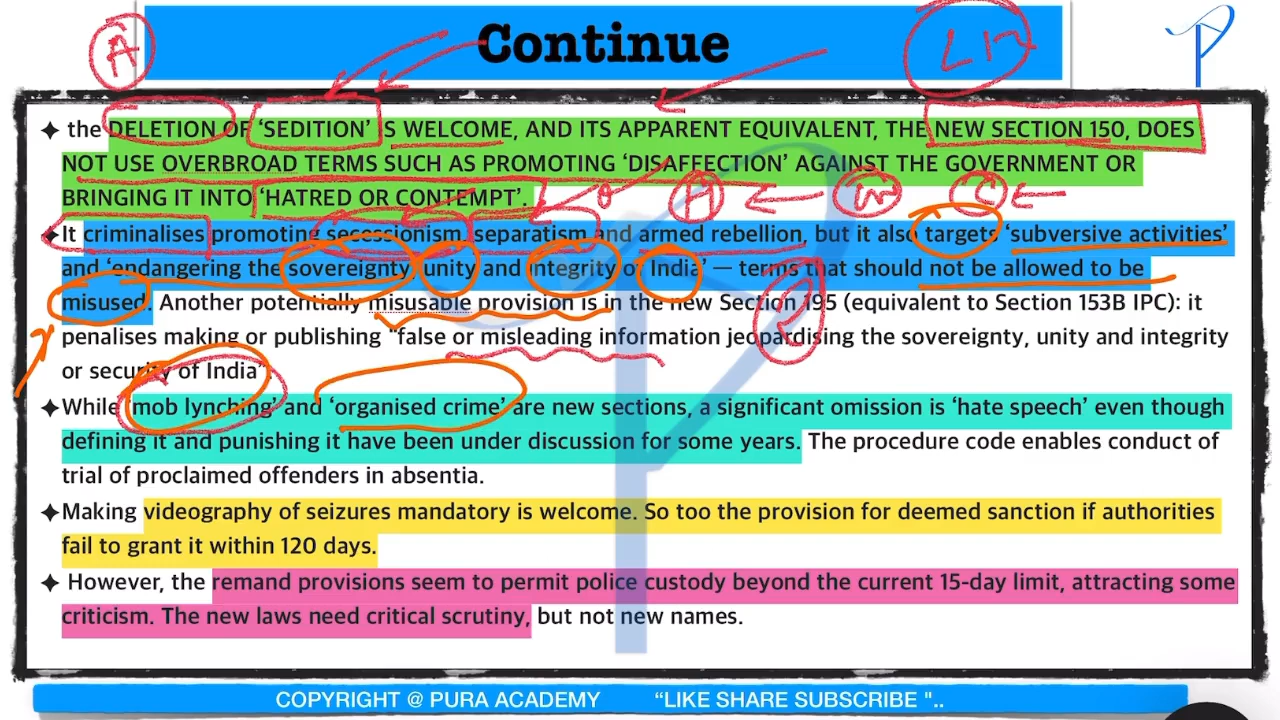 Continue
✦ the DELETION OF ‘SEDITION’ IS WELCOME, AND ITS APPARENT EQUIVALENT, THE NEW SECTION 150, DOES
NOT USE OVERBROAD TERMS SUCH AS PROMOTING ‘DISAFFECTION’ AGAINST THE GOVERNMENT OR
BRINGING IT INTO ‘HATRED OR CONTEMPT’.
✦It criminalises promoting secessionism, separatism and armed rebellion, but it also targets ‘subversive activities’
and ‘endangering the sovereignty, unity and integrity of India’ — terms that should not be allowed to be
misused. Another potentially misusable provision is in the new Section 195 (equivalent to Section 153B IPC): it
penalises making or publishing “false or misleading information jeopardising the sovereignty, unity and integrity
or security of India”.
✦While ‘mob lynching’ and ‘organised crime’ are new sections, a significant omission is ‘hate speech’ even though
defining it and punishing it have been under discussion for some years. The procedure code enables conduct of
trial of proclaimed offenders in absentia.
✦Making videography of seizures mandatory is welcome. So too the provision for deemed sanction if authorities
fail to grant it within 120 days.
✦ However, the remand provisions seem to permit police custody beyond the current 15-day limit, attracting some
criticism. The new laws need critical scrutiny, but not new names.
COPYRIGHT @ PURA ACADEMY “LIKE SHARE SUBSCRIBE "..